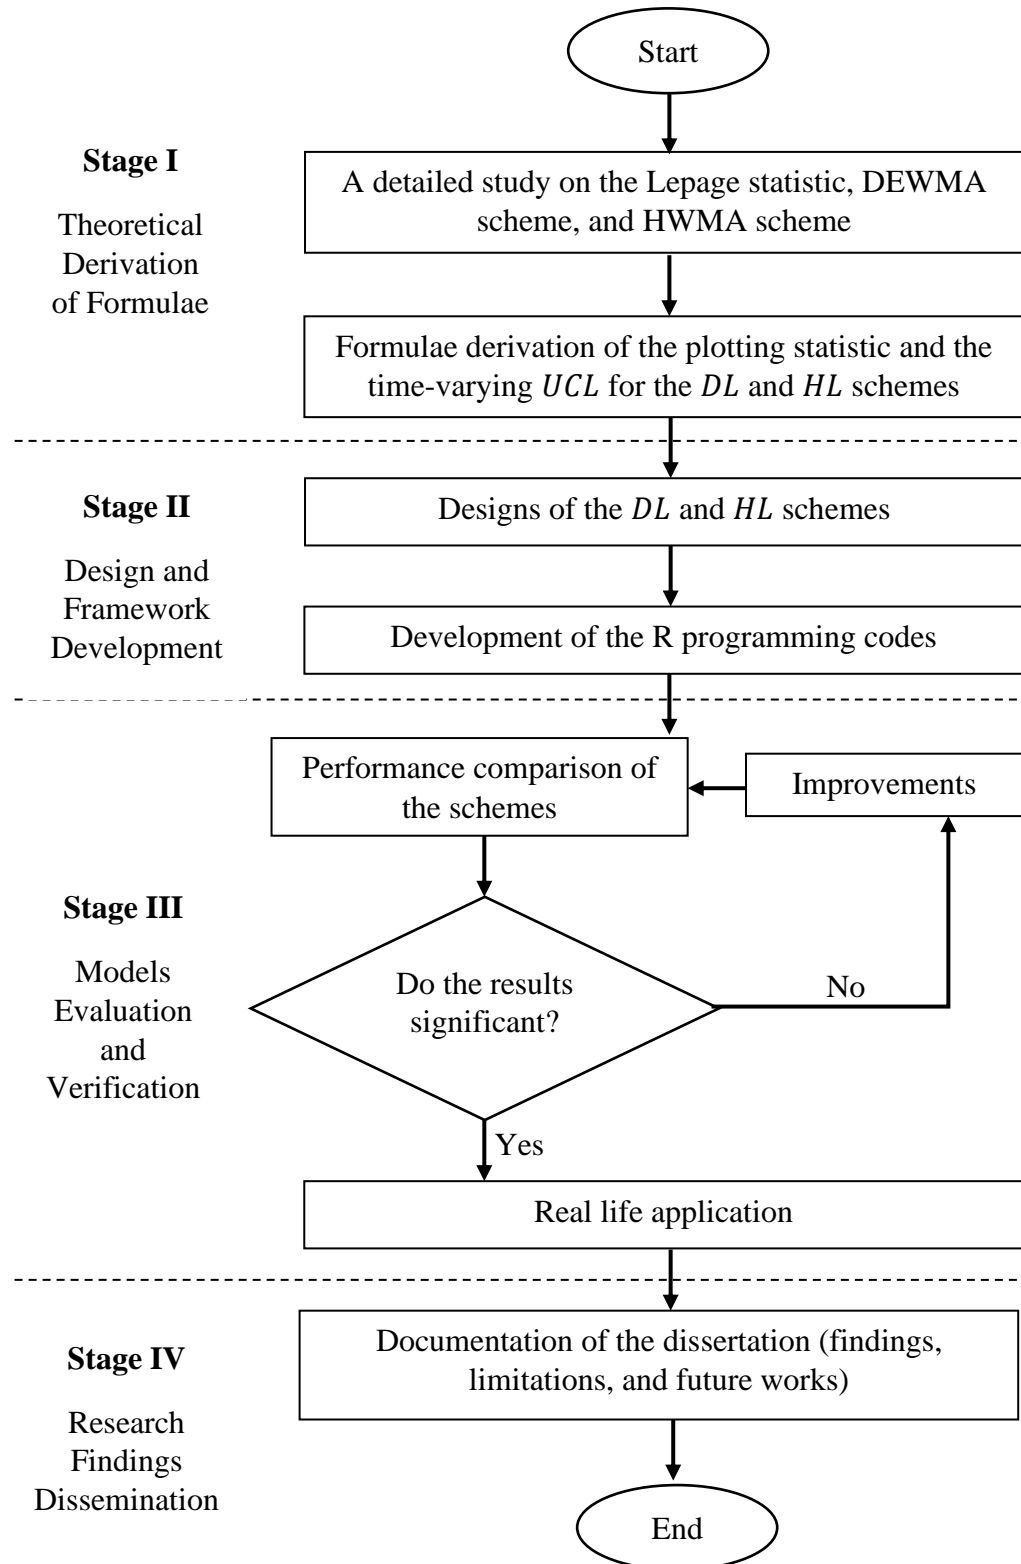 Start
Stage I
Theoretical
Derivation
of Formulae
A detailed study on the Lepage statistic, DEWMA
scheme, and HWMA scheme
Formulae derivation of the plotting statistic and the
time-varying UCL for the DL and HL schemes
Stage II
Design and
Framework
Development
Designs of the DL and HL schemes
Development of the R programming codes
Stage III
Models
Evaluation
and
Verification
Performance comparison of
the schemes
Improvements
Do the results
significant?
No
Yes
Real life application
Stage IV
Research
Findings
Dissemination
Documentation of the dissertation (findings,
limitations, and future works)
End